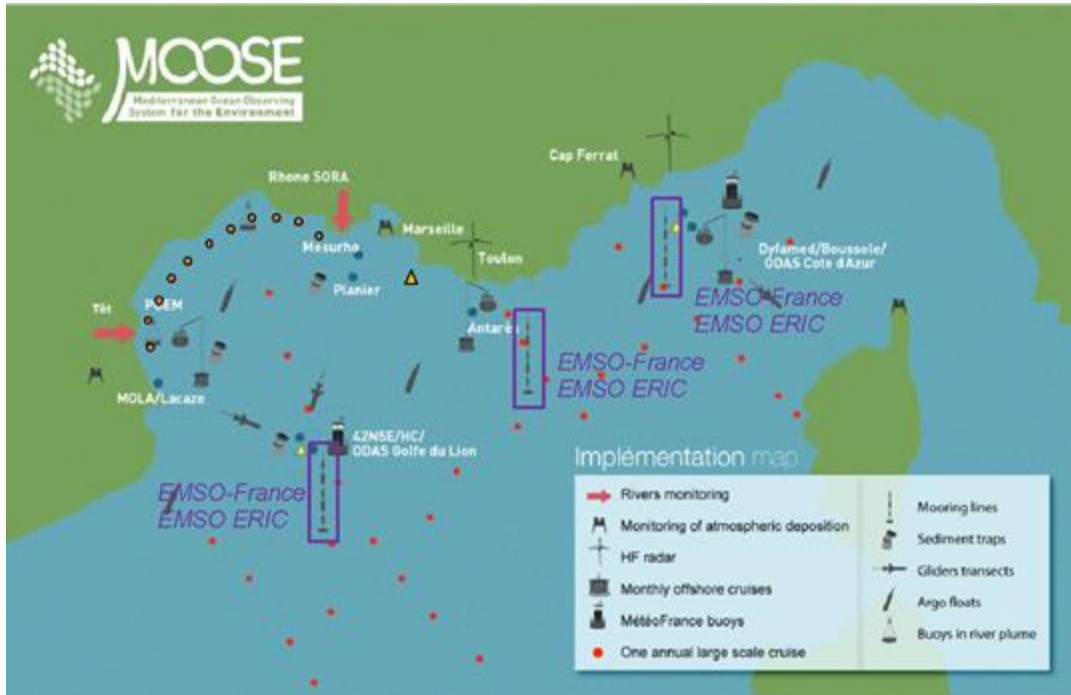 MOOSE
Mediterranean Ocean Observing
System for the Environment
Cap Ferrat
Rhone SORA
Marseille
Mesurho
Toulon
Dyfamed/Boussole/
ODAS Cote d'Azur
Planier
POEM
EMSO-France
EMSO ERIC
Têt
Antarès
EMSO-France
EMSO ERIC
MOLA/Lacaze
42N5E/HC/
ODAS Golfe du Lion
EMSO-France
EMSO ERIC
Implémentation map
Rivers monitoring
Monitoring of atmospheric deposition
HF radar
Monthly offshore cruises
MétéoFrance buoys
One annual large scale cruise
Mooring lines
Sediment traps
Gliders transects
Argo floats
Buoys in river plume